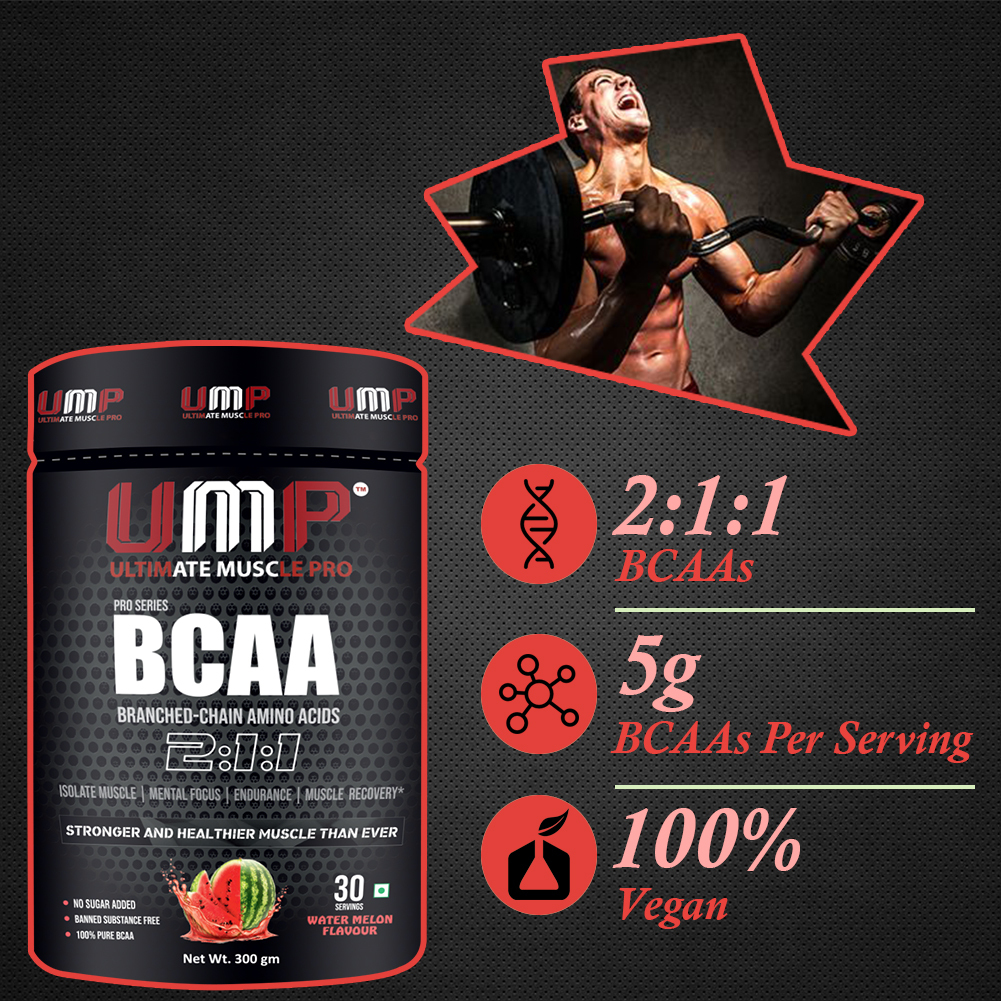 UMP
ULTIMATE MUSCLE PRO
UMP
ULTIMATE MUSCLE PRO
UMP
ULTIMATE MUSCLE PRO
UMP™
ULTIMATE MUSCLE PRO
PRO SERIES
BCAA
BRANCHED-CHAIN AMINO ACIDS
2:1:1
ISOLATE MUSCLE | MENTAL FOCUS | ENDURANCE | MUSCLE RECOVERY*
STRONGER AND HEALTHIER MUSCLE THAN EVER
• NO SUGAR ADDED
• BANNED SUBSTANCE FREE
• 100% PURE BCAA
30
SERVINGS
WATER MELON
FLAVOUR
Net Wt. 300 gm
2:1:1
BCAAs
5g
BCAAs Per Serving
100%
Vegan